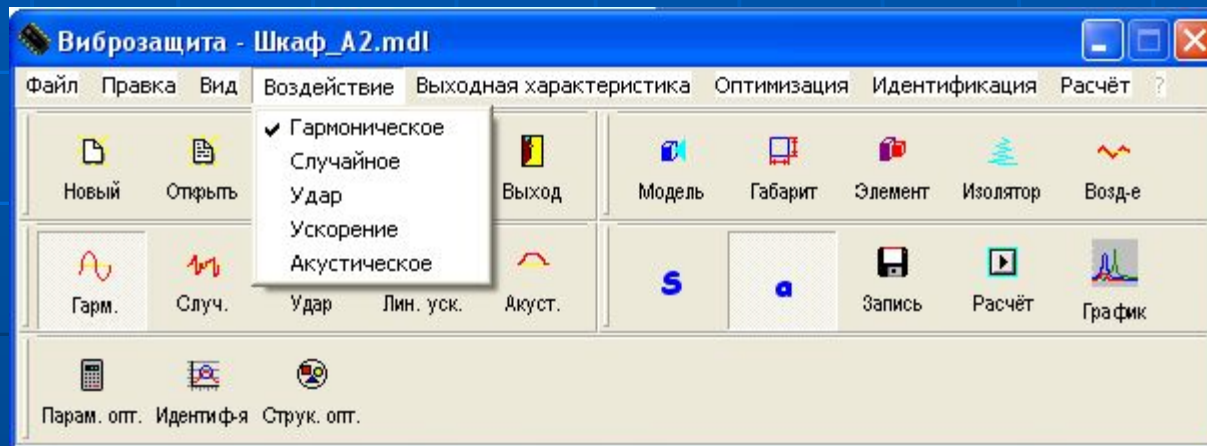 Виброзащита - Шкаф_А2.mdl
Файл Правка Вид Воздействие Выходная характеристика Оптимизация Идентификация Расчёт ?
Гармоническое
Случайное
Удар
Ускорение
Акустическое
Новый Открыть Выход Модель Габарит Элемент Изолятор Возд-е
Гарм. Случ. Удар Лин. уск. Акуст. S a Запись Расчёт График
Парам. опт. Идентиф-я Струк. опт.